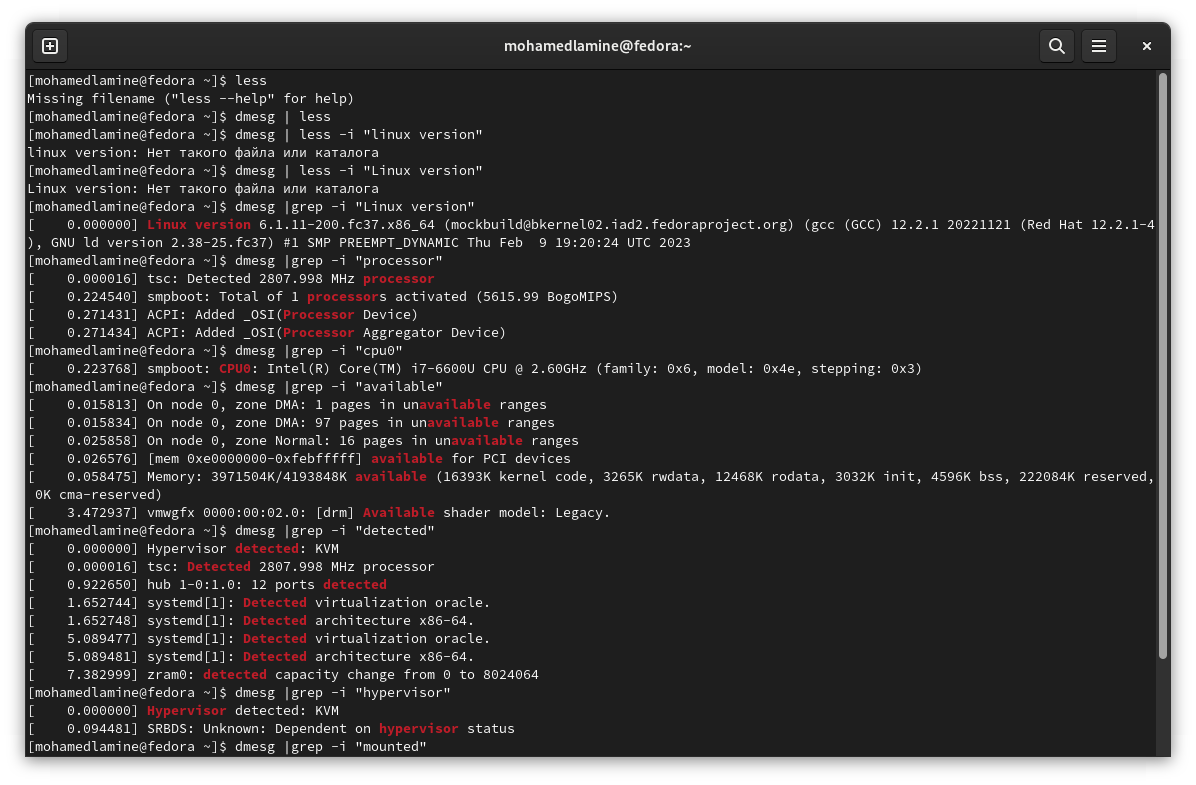 mohamedlamine@fedora:~
[mohamedlamine@fedora ~]$ less
Missing filename ("less --help" for help)
[mohamedlamine@fedora ~]$ dmesg | less
[mohamedlamine@fedora ~]$ dmesg | less -i "linux version"
linux version: Нет такого файла или каталога
[mohamedlamine@fedora ~]$ dmesg | less -i "Linux version"
Linux version: Нет такого файла или каталога
[mohamedlamine@fedora ~]$ dmesg |grep -i "Linux version"
[    0.000000] Linux version 6.1.11-200.fc37.x86_64 (mockbuild@bkernel02.iad2.fedoraproject.org) (gcc (GCC) 12.2.1 20221121 (Red Hat 12.2.1-4
), GNU ld version 2.38-25.fc37) #1 SMP PREEMPT_DYNAMIC Thu Feb  9 19:20:24 UTC 2023
[mohamedlamine@fedora ~]$ dmesg |grep -i "processor"
[    0.000016] tsc: Detected 2807.998 MHz processor
[    0.224540] smpboot: Total of 1 processors activated (5615.99 BogoMIPS)
[    0.271431] ACPI: Added _OSI(Processor Device)
[    0.271434] ACPI: Added _OSI(Processor Aggregator Device)
[mohamedlamine@fedora ~]$ dmesg |grep -i "cpu0"
[    0.223768] smpboot: CPU0: Intel(R) Core(TM) i7-6600U CPU @ 2.60GHz (family: 0x6, model: 0x4e, stepping: 0x3)
[mohamedlamine@fedora ~]$ dmesg |grep -i "available"
[    0.015813] On node 0, zone DMA: 1 pages in unavailable ranges
[    0.015834] On node 0, zone DMA: 97 pages in unavailable ranges
[    0.025858] On node 0, zone Normal: 16 pages in unavailable ranges
[    0.026576] [mem 0xe0000000-0xfebfffff] available for PCI devices
[    0.058475] Memory: 3971504K/4193848K available (16393K kernel code, 3265K rwdata, 12468K rodata, 3032K init, 4596K bss, 222084K reserved,
 0K cma-reserved)
[    3.472937] vmwgfx 0000:00:02.0: [drm] Available shader model: Legacy.
[mohamedlamine@fedora ~]$ dmesg |grep -i "detected"
[    0.000000] Hypervisor detected: KVM
[    0.000016] tsc: Detected 2807.998 MHz processor
[    0.922650] hub 1-0:1.0: 12 ports detected
[    1.652744] systemd[1]: Detected virtualization oracle.
[    1.652748] systemd[1]: Detected architecture x86-64.
[    5.089477] systemd[1]: Detected virtualization oracle.
[    5.089481] systemd[1]: Detected architecture x86-64.
[    7.382999] zram0: detected capacity change from 0 to 8024064
[mohamedlamine@fedora ~]$ dmesg |grep -i "hypervisor"
[    0.000000] Hypervisor detected: KVM
[    0.094481] SRBDS: Unknown: Dependent on hypervisor status
[mohamedlamine@fedora ~]$ dmesg |grep -i "mounted"